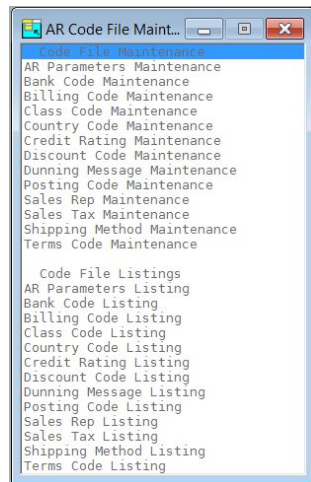 AR Code File Maint...
Code File Maintenance
AR Parameters Maintenance
Bank Code Maintenance
Billing Code Maintenance
Class Code Maintenance
Country Code Maintenance
Credit Rating Maintenance
Discount Code Maintenance
Dunning Message Maintenance
Posting Code Maintenance
Sales Rep Maintenance
Sales Tax Maintenance
Shipping Method Maintenance
Terms Code Maintenance
Code File Listings
AR Parameters Listing
Bank Code Listing
Billing Code Listing
Class Code Listing
Country Code Listing
Credit Rating Listing
Discount Code Listing
Dunning Message Listing
Posting Code Listing
Sales Rep Listing
Sales Tax Listing
Shipping Method Listing
Terms Code Listing